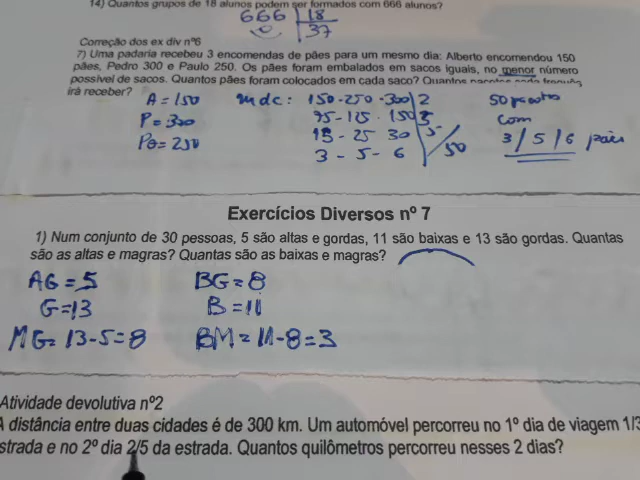 14) Quantos grupos de 18 alunos podem ser formados com 666 alunos?
666 | 18
0 37
Correção dos ex div nº6
7) Uma padaria recebeu 3 encomendas de pães para um mesmo dia: Alberto encomendou 150
pães, Pedro 300 e Paulo 250. Os pães foram embalados em sacos iguais, no menor número
possível de sacos. Quantos pães foram colocados em cada saco? Quantos pacotes cada freguês
irá receber?
A = 150
P = 300
Pª = 250
mdc: 150-250-300 | 2
75-125-150 5
15-25 30 5
3-5-6 50
50 pacotes
com
3/5/6 pães
Exercícios Diversos nº 7
1) Num conjunto de 30 pessoas, 5 são altas e gordas, 11 são baixas e 13 são gordas. Quantas
são as altas e magras? Quantas são as baixas e magras?
AG = 5 BG = 8
G = 13 B = 11
MG = 13-5 = 8 BM = 11-8 = 3
Atividade devolutiva nº2
A distância entre duas cidades é de 300 km. Um automóvel percorreu no 1º dia de viagem 1/3
strada e no 2º dia 2/5 da estrada. Quantos quilômetros percorreu nesses 2 dias?